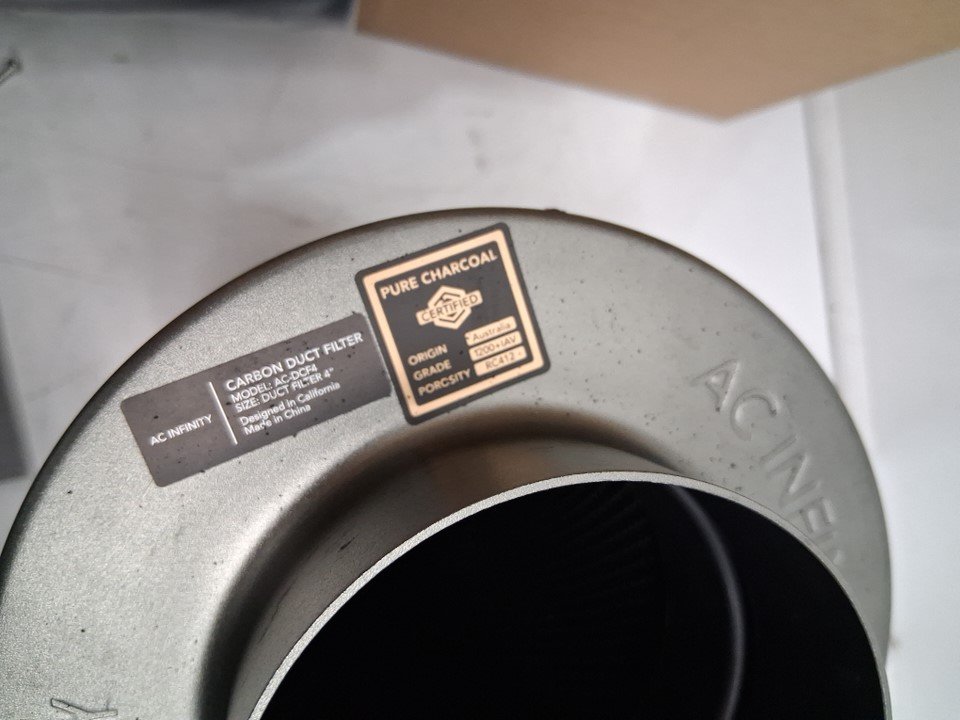 AC INFINITY
CARBON DUCT FILTER
MODEL: AC-DCF4
SIZE: DUCT FILTER 4"
Designed in California
Made in China
PURE CHARCOAL
CERTIFIED
ORIGIN Australia
GRADE 1200+IAV
PORCSITY RC412
AC INFIN
Y